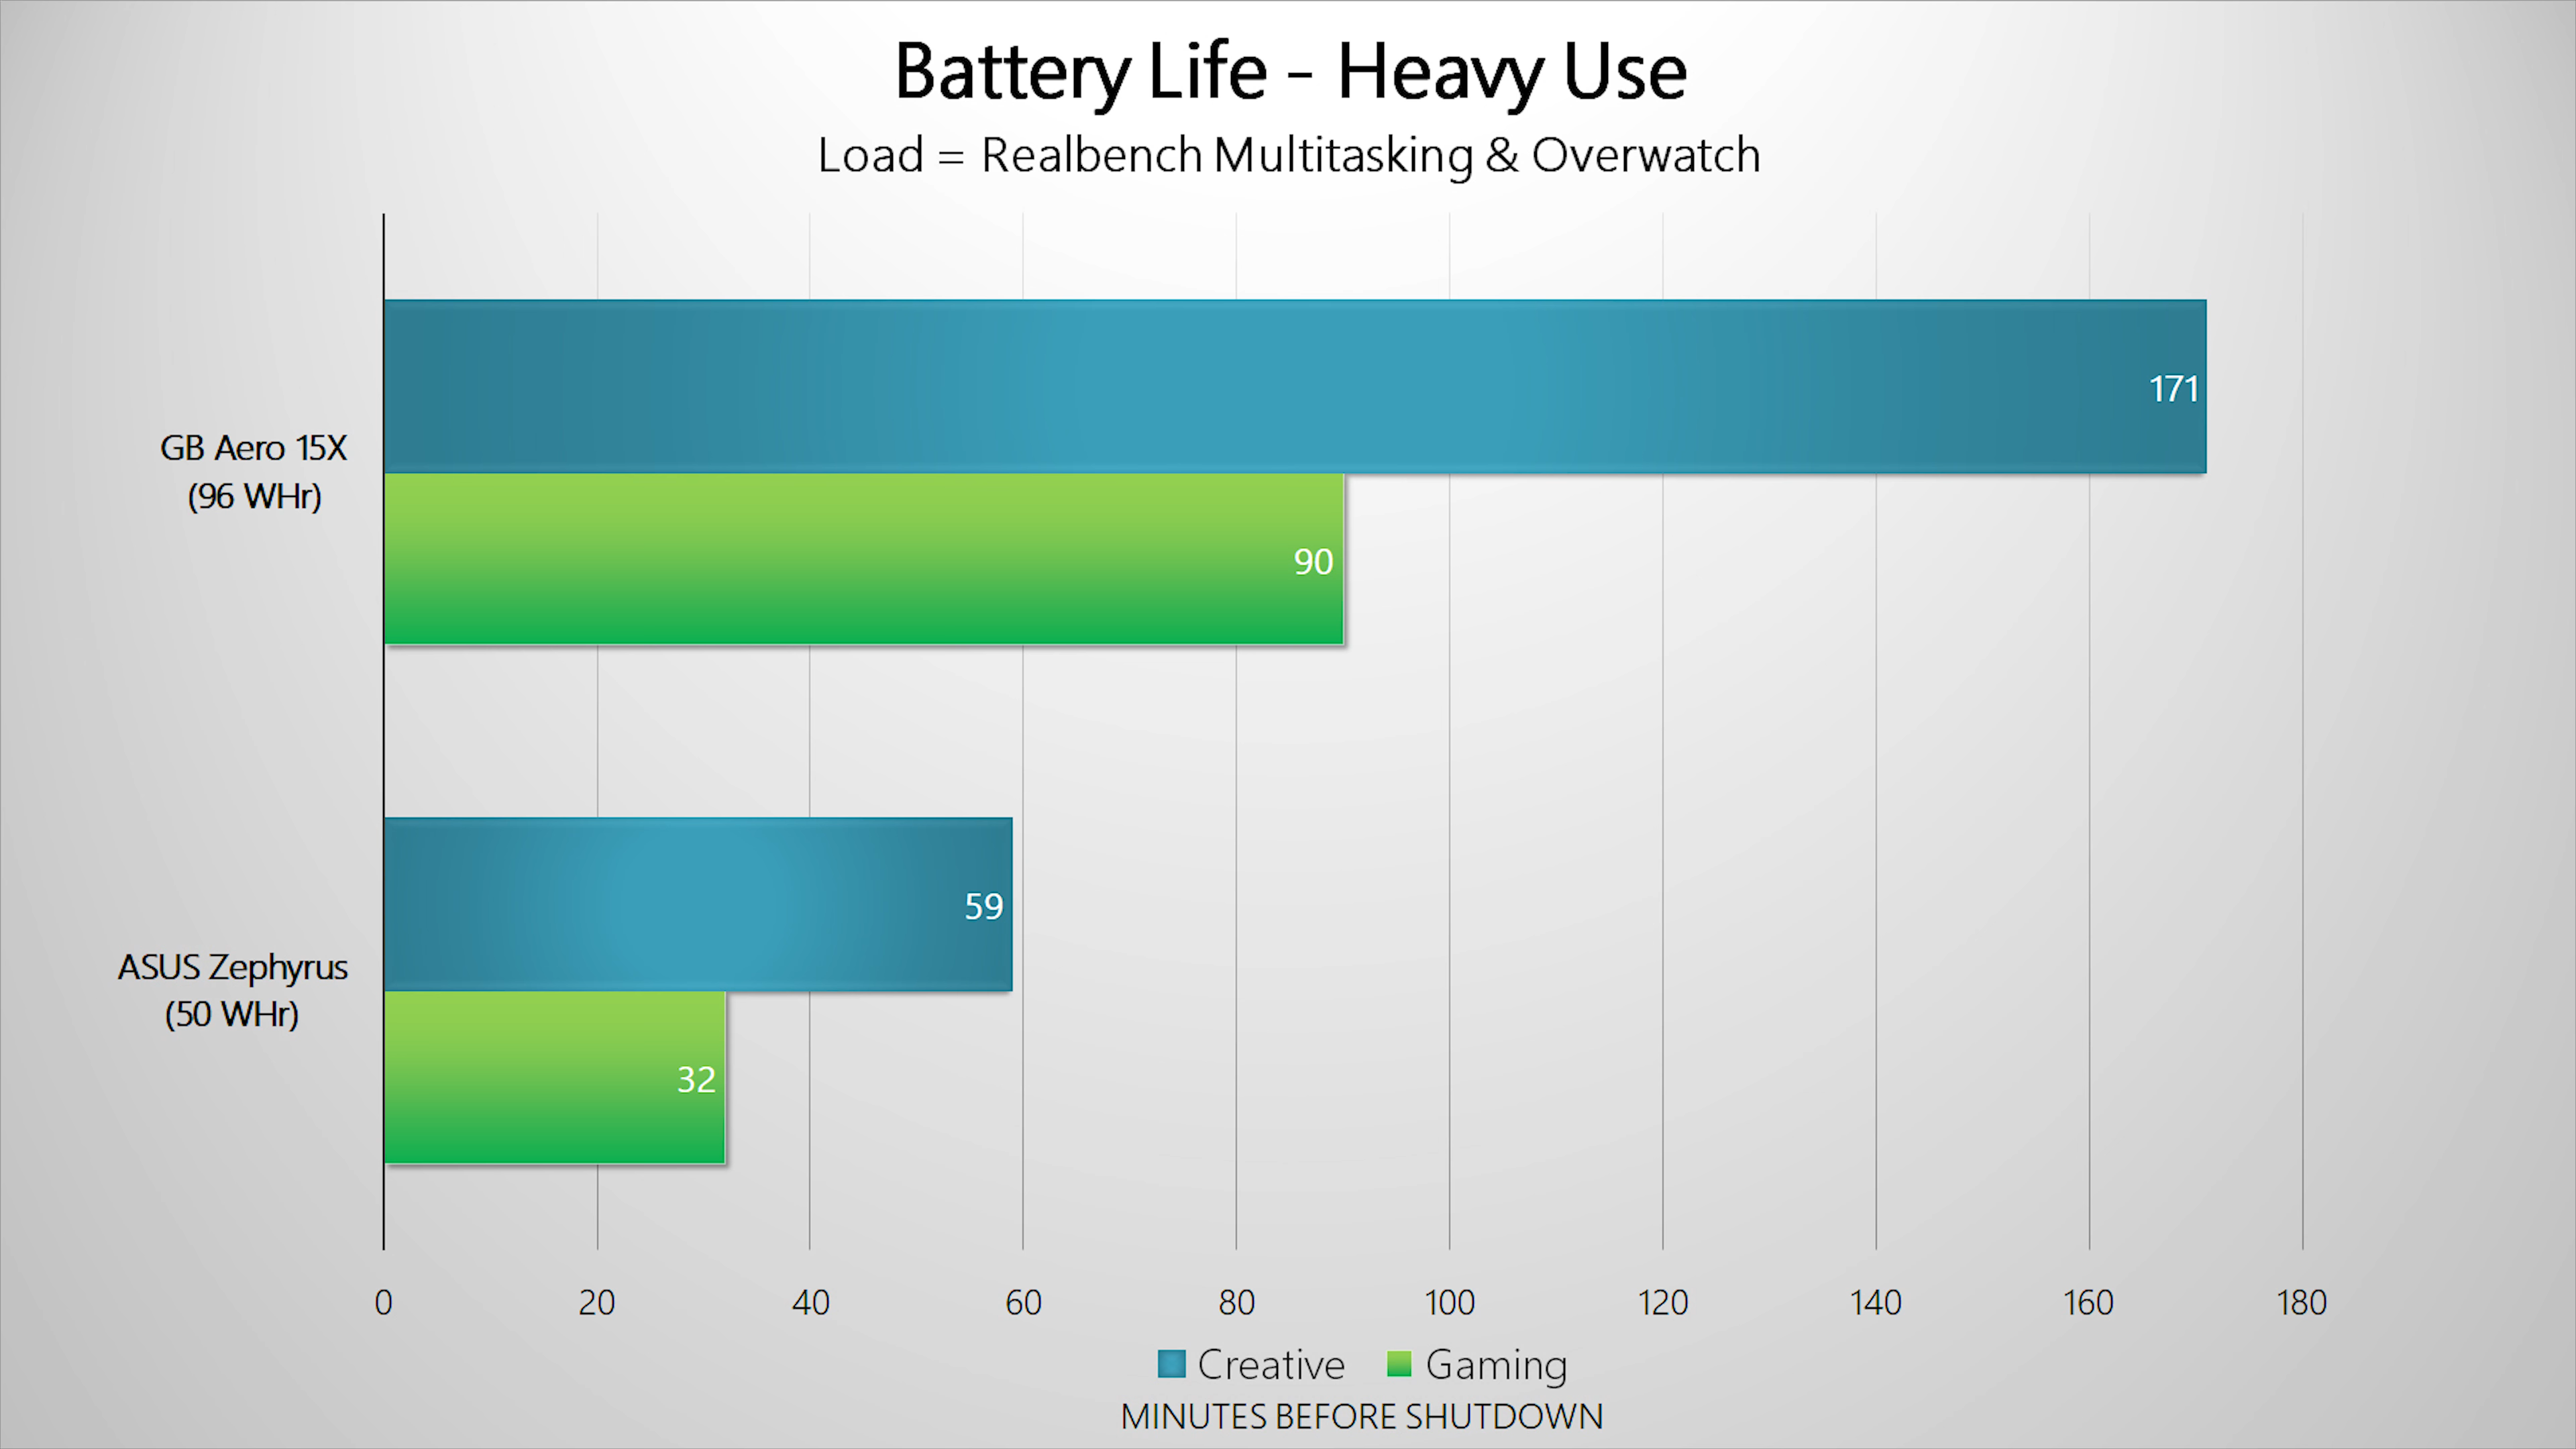 Battery Life - Heavy Use
Load = Realbench Multitasking & Overwatch
171
GB Aero 15X
(96 WHr)
90
59
ASUS Zephyrus
(50 WHr)
32
0 20 40 60 80 100 120 140 160 180
Creative Gaming
MINUTES BEFORE SHUTDOWN